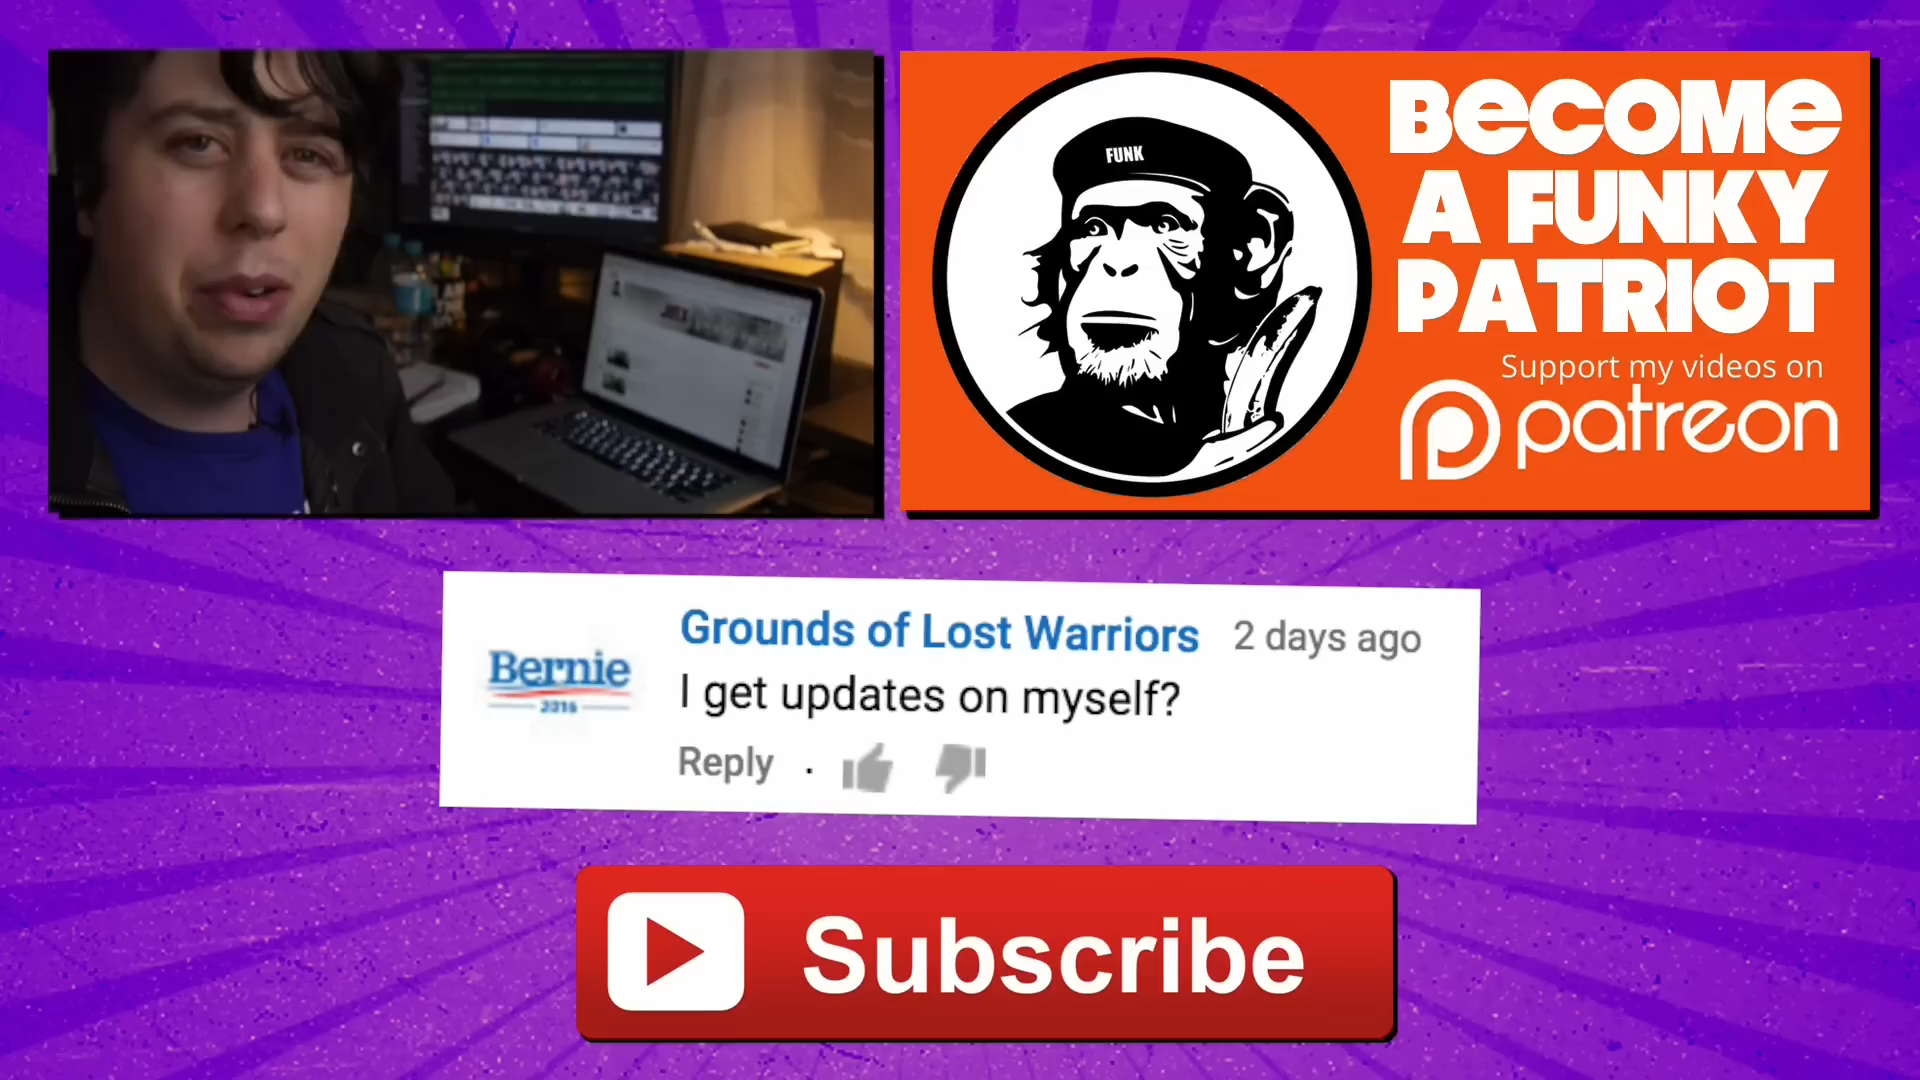 FUNK
BeCOMe
A FUNKY
PATRIOT
Support my videos on
patreon
Grounds of Lost Warriors 2 days ago
Bernie
2016
I get updates on myself?
Reply ·
Subscribe